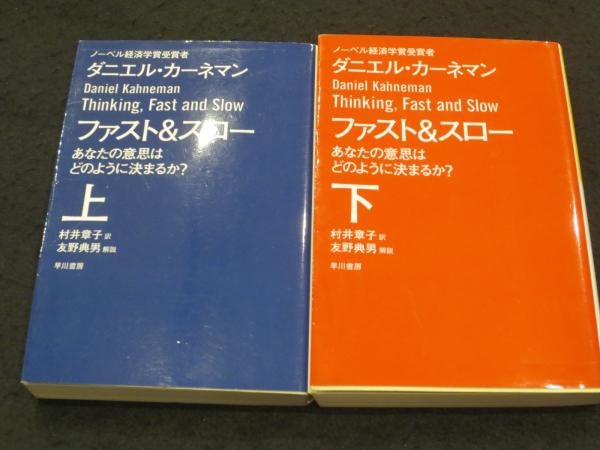 ノーベル経済学賞受賞者
ダニエル・カーネマン
Daniel Kahneman
Thinking, Fast and Slow
ファスト&スロー
あなたの意思は
どのように決まるか?
上
村井章子 訳
友野典男 解説
早川書房
ノーベル経済学賞受賞者
ダニエル・カーネマン
Daniel Kahneman
Thinking, Fast and Slow
ファスト&スロー
あなたの意思は
どのように決まるか?
下
村井章子 訳
友野典男 解説
早川書房